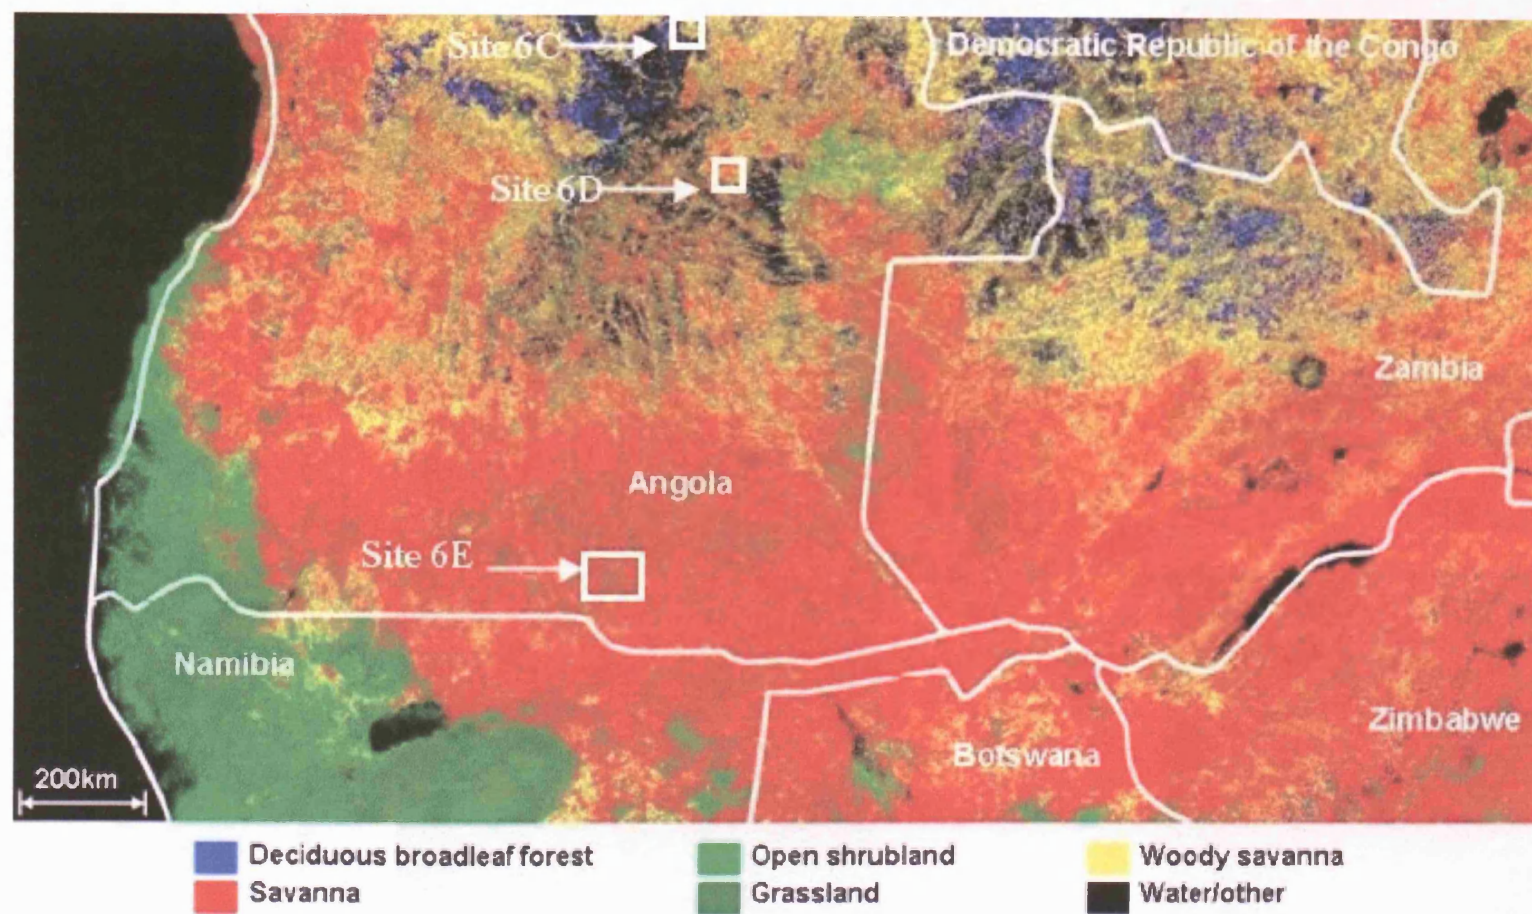 Site 6C
Democratic Republic of the Congo
Site 6D
Zambia
Angola
Site 6E
Namibia
Zimbabwe
Botswana
200km
Deciduous broadleaf forest
Open shrubland
Woody savanna
Savanna
Grassland
Water/other